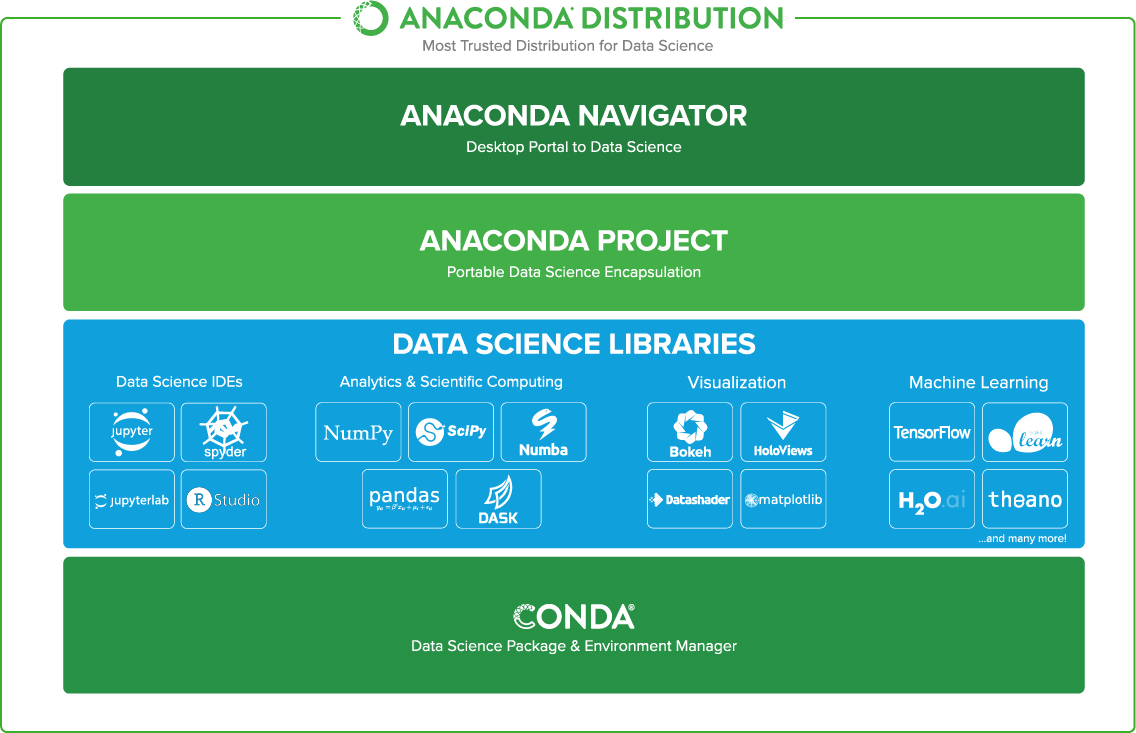 ANACONDA® DISTRIBUTION
Most Trusted Distribution for Data Science
ANACONDA NAVIGATOR
Desktop Portal to Data Science
ANACONDA PROJECT
Portable Data Science Encapsulation
DATA SCIENCE LIBRARIES
Data Science IDEs
jupyter
spyder
jupyterlab
R Studio
Analytics & Scientific Computing
NumPy
SciPy
Numba
pandas
DASK
Visualization
Bokeh
HoloViews
Datashader
matplotlib
Machine Learning
TensorFlow
learn
H2O.ai
theano
...and many more!
CONDA®
Data Science Package & Environment Manager